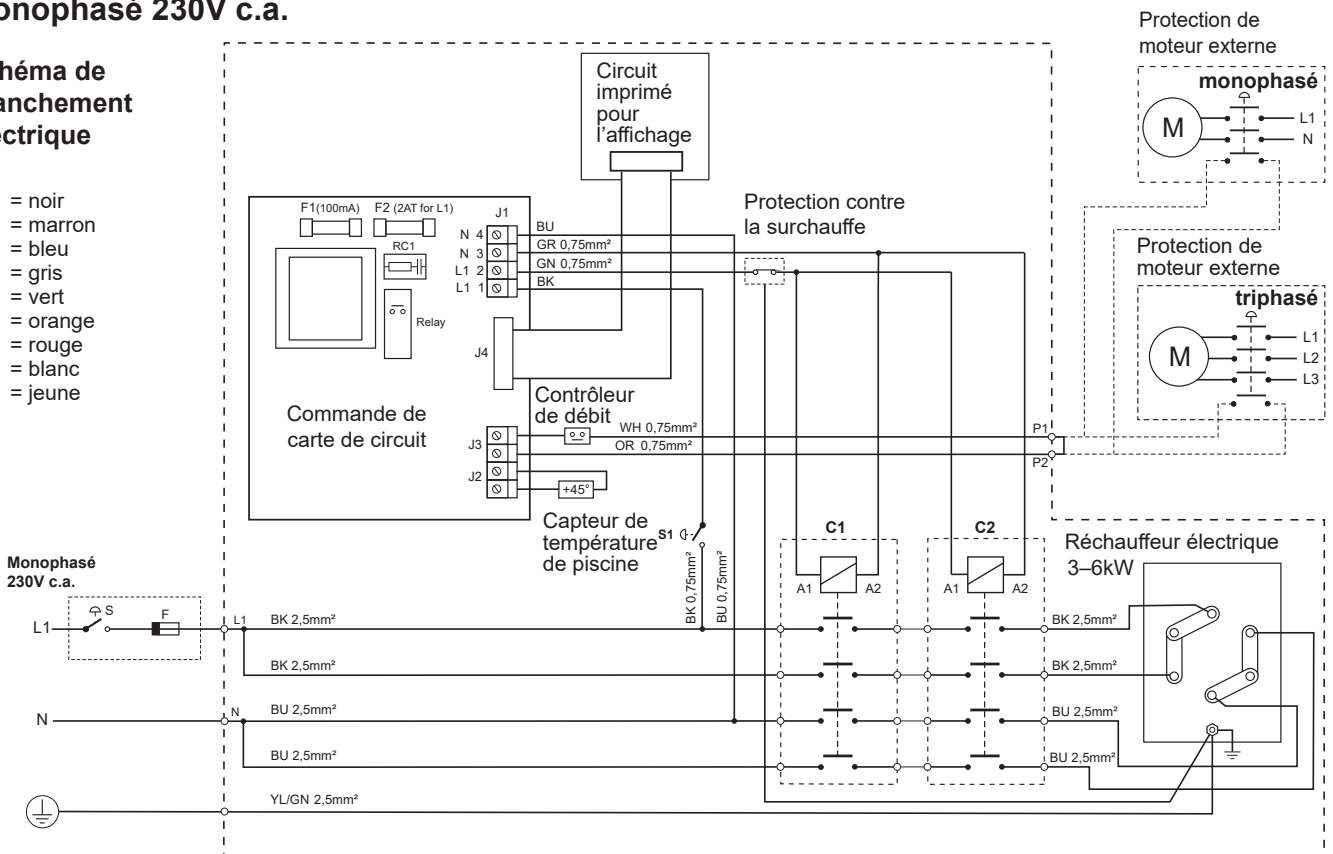 onophasé 230V c.a.
héma de
anchement
ectrique
= noir
= marron
= bleu
= gris
= vert
= orange
= rouge
= blanc
= jeune
Circuit
imprimé
pour
l'affichage
F1(100mA)
F2 (2AT for L1)
J1
RC1
Relay
N 4
N 3
L1 2
L1 1
BU
GR 0,75mm²
GN 0,75mm²
BK
J4
Commande de
carte de circuit
J3
J2
Contrôleur
de débit
WH 0,75mm²
OR 0,75mm²
+45°
Capteur de
température
de piscine
S1
BK 0,75mm²
BU 0,75mm²
Protection contre
la surchauffe
P1
P2
Protection de
moteur externe
monophasé
M
L1
N
Protection de
moteur externe
triphasé
M
L1
L2
L3
C1
A1
A2
C2
A1
A2
Réchauffeur électrique
3–6kW
Monophasé
230V c.a.
L1
S
F
L1
BK 2,5mm²
BK 2,5mm²
BK 2,5mm²
BK 2,5mm²
N
N
BU 2,5mm²
BU 2,5mm²
BU 2,5mm²
BU 2,5mm²
YL/GN 2,5mm²